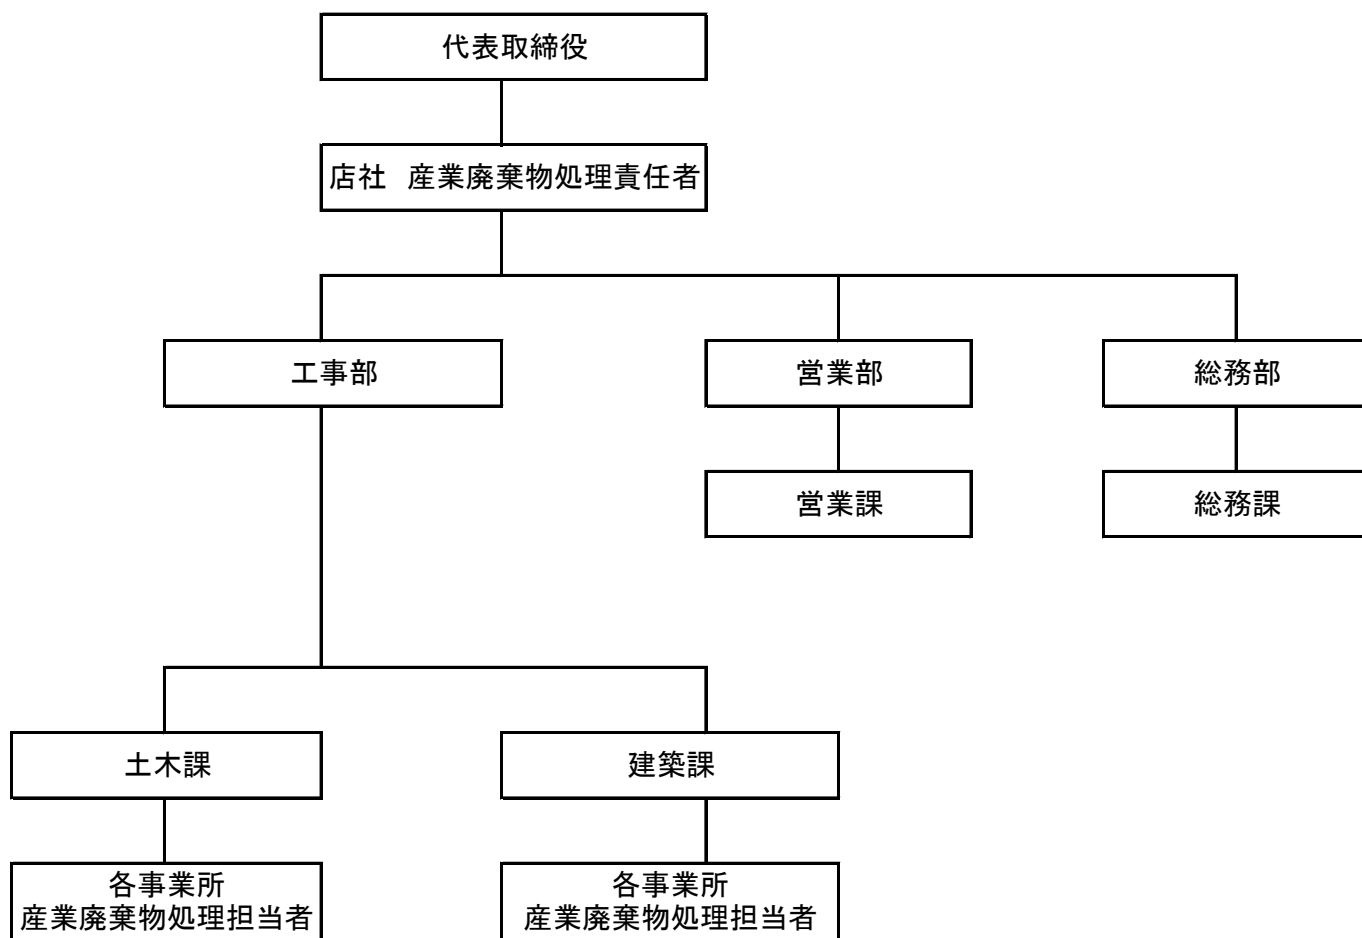 代表取締役
店社　産業廃棄物処理責任者
工事部
営業部
総務部
営業課
総務課
土木課
建築課
各事業所
産業廃棄物処理担当者
各事業所
産業廃棄物処理担当者